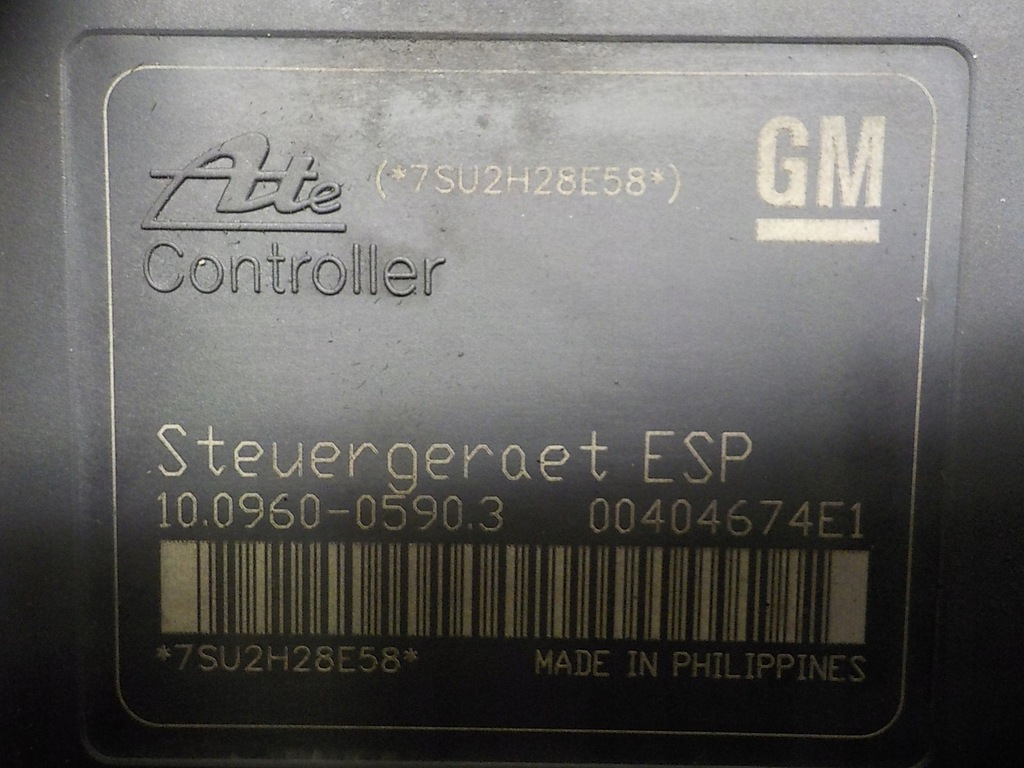 Ate (*7SU2H28E58*) GM
Controller
Steuergeraet ESP
10.0960-0590.3 00404674E1
*7SU2H28E58* MADE IN PHILIPPINES